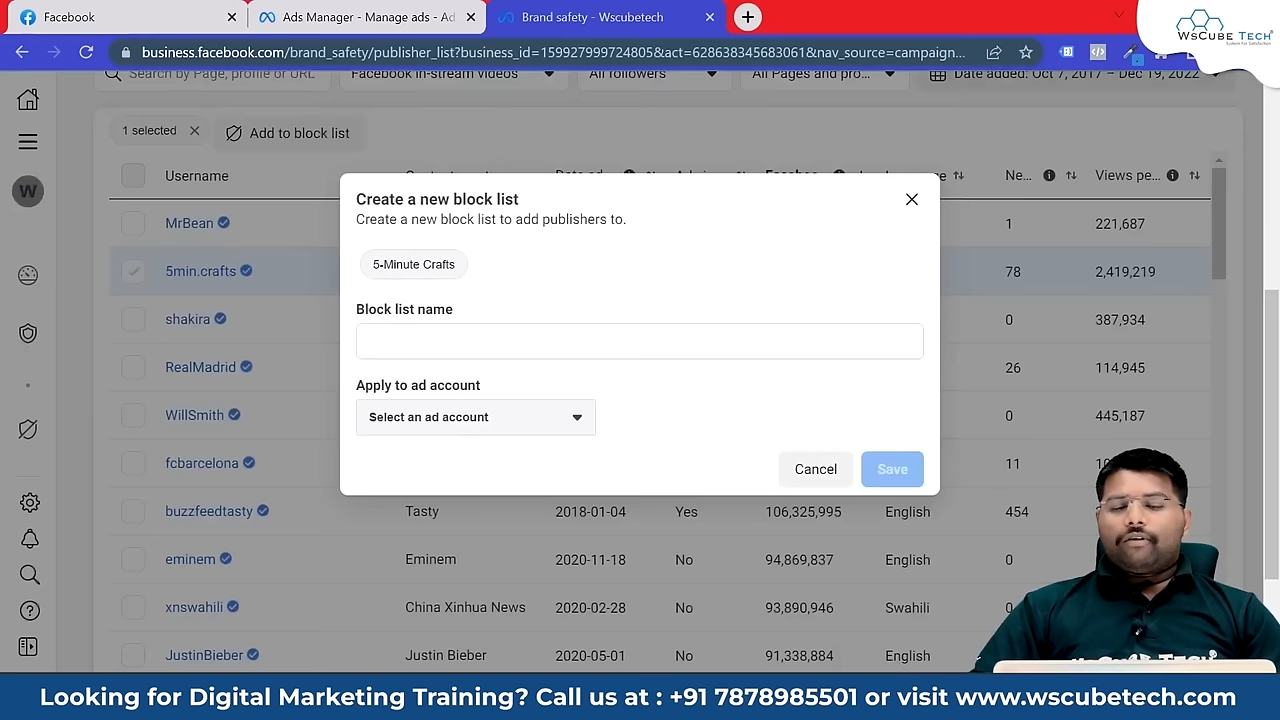 Facebook
Ads Manager - Manage ads - Ad
Brand safety - Wscubetech
WSCUBE TECH
business.facebook.com/brand_safety/publisher_list?business_id=1599279997248058&act=628638345683061&nav_source=campaign...
Search by Page, profile or URL
Facebook in-stream videos
All followers
All Pages and pro...
Date added: Oct 7, 2017 – Dec 19, 2022
1 selected
Add to block list
W
Username
Ne...
Views pe...
Create a new block list
Create a new block list to add publishers to.
5-Minute Crafts
Block list name
Apply to ad account
Select an ad account
Cancel
Save
MrBean 1 221,687
5min.crafts 78 2,419,219
shakira 0 387,934
RealMadrid 26 114,945
WillSmith 0 445,187
fcbarcelona 11
buzzfeedtasty Tasty 2018-01-04 Yes 106,325,995 English 454
eminem Eminem 2020-11-18 No 94,869,837 English 0
xnswahili China Xinhua News 2020-02-28 No 93,890,946 Swahili
JustinBieber Justin Bieber 2020-05-01 No 91,338,884 English
Looking for Digital Marketing Training? Call us at : +91 7878985501 or visit www.wscubetech.com